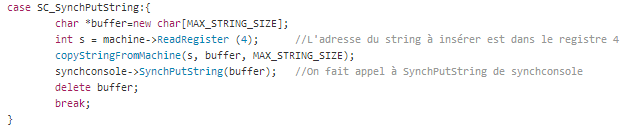 case SC_SynchPutString:{
char *buffer=new char[MAX_STRING_SIZE];
int s = machine->ReadRegister (4); //L'adresse du string à insérer est dans le registre 4
copyStringFromMachine(s, buffer, MAX_STRING_SIZE);
synchconsole->SynchPutString(buffer); //On fait appel à SynchPutString de synchconsole
delete buffer;
break;
}